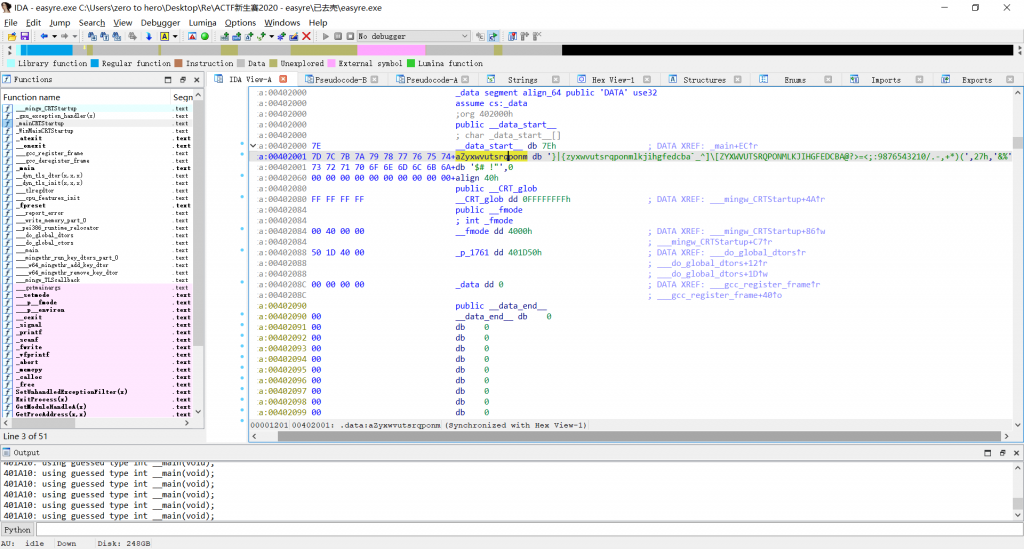 IDA - easyre.exe C:\Users\zero to hero\Desktop\Re\ACTF新生赛2020 - easyre\已去壳\easyre.exe
File Edit Jump Search View Debugger Lumina Options Windows Help
No debugger
Library function Regular function Instruction Data Unexplored External symbol Lumina function
Functions
IDA View-A Pseudocode-B Pseudocode-A Strings Hex View-1 Structures Enums Imports Exports
Function name Segn
___mingw_CRTStartup .text
_gnu_exception_handler(x) .text
_mainCRTStartup .text
_WinMainCRTStartup .text
_atexit .text
_onexit .text
___gcc_register_frame .text
___gcc_deregister_frame .text
_main .text
__dyn_tls_dtor(x,x,x) .text
__dyn_tls_init(x,x,x) .text
___tlregdtor .text
___cpu_features_init .text
_fpreset .text
___report_error .text
___write_memory_part_0 .text
__pei386_runtime_relocator .text
___do_global_dtors .text
___do_global_ctors .text
___main .text
___mingwthr_run_key_dtors_part_0 .text
____w64_mingwthr_add_key_dtor .text
____w64_mingwthr_remove_key_dtor .text
___mingw_TLScallback .text
___getmainargs .text
___setmode .text
___p__fmode .text
___p__environ .text
__cexit .text
_signal .text
_printf .text
_scanf .text
_fwrite .text
_vfprintf .text
_abort .text
_memcpy .text
_calloc .text
_free .text
SetUnhandledExceptionFilter(x) .text
ExitProcess(x) .text
GetModuleHandleA(x) .text
GetProcAddress(x,x) .text
Line 3 of 51
a:00402000 _data segment align_64 public 'DATA' use32
a:00402000 assume cs:_data
a:00402000 ;org 402000h
a:00402000 public __data_start__
a:00402000 ; char _data_start__[]
a:00402000 7E __data_start__ db 7Eh ; DATA XREF: _main+EC↑r
a:00402001 7D 7C 7B 7A 79 78 77 76 75 74+aZyxwvutsrqponm db '}|{zyxwvutsrqponmlkjihgfedcba`_^]\[ZYXWVUTSRQPONMLKJIHGFEDCBA@?>=<;:9876543210/.-,+*)(',27h,'&%'
a:00402001 73 72 71 70 6F 6E 6D 6C 6B 6A+db '$# !"',0
a:00402060 00 00 00 00 00 00 00 00 00 00+align 40h
a:00402080 public __CRT_glob
a:00402080 FF FF FF FF __CRT_glob dd 0FFFFFFFFh ; DATA XREF: ___mingw_CRTStartup+4A↑r
a:00402084 public __fmode
a:00402084 ; int _fmode
a:00402084 00 40 00 00 __fmode dd 4000h ; DATA XREF: ___mingw_CRTStartup+86↑w
a:00402084 ; ___mingw_CRTStartup+C7↑r
a:00402088 50 1D 40 00 _p_1761 dd 401D50h ; DATA XREF: ___do_global_dtors↑r
a:00402088 ; ___do_global_dtors+12↑r
a:00402088 ; ___do_global_dtors+1D↑w
a:0040208C 00 00 00 00 _data dd 0 ; DATA XREF: ___gcc_register_frame↑r
a:0040208C ; ___gcc_register_frame+40↑o
a:00402090 public __data_end__
a:00402090 00 __data_end__ db 0
a:00402091 00 db 0
a:00402092 00 db 0
a:00402093 00 db 0
a:00402094 00 db 0
a:00402095 00 db 0
a:00402096 00 db 0
a:00402097 00 db 0
a:00402098 00 db 0
a:00402099 00 db 0
00001201 00402001: .data:aZyxwvutsrqponm (Synchronized with Hex View-1)
Output
401A10: using guessed type int __main(void);
401A10: using guessed type int __main(void);
401A10: using guessed type int __main(void);
401A10: using guessed type int __main(void);
401A10: using guessed type int __main(void);
401A10: using guessed type int __main(void);
Python
AU: idle Down Disk: 248GB